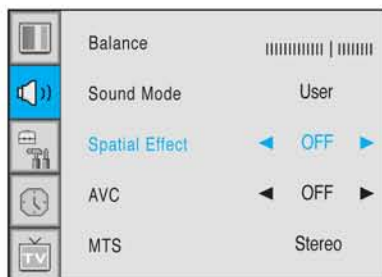 Balance
Sound Mode User
Spatial Effect OFF
AVC OFF
MTS Stereo
TV